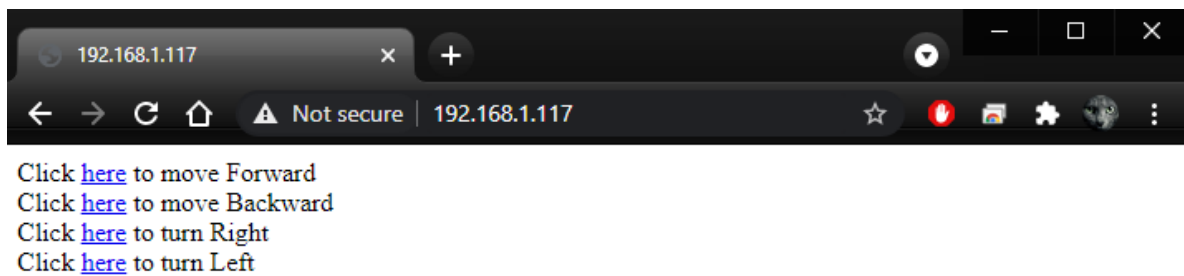 192.168.1.117
Not secure 192.168.1.117
Click here to move Forward
Click here to move Backward
Click here to turn Right
Click here to turn Left